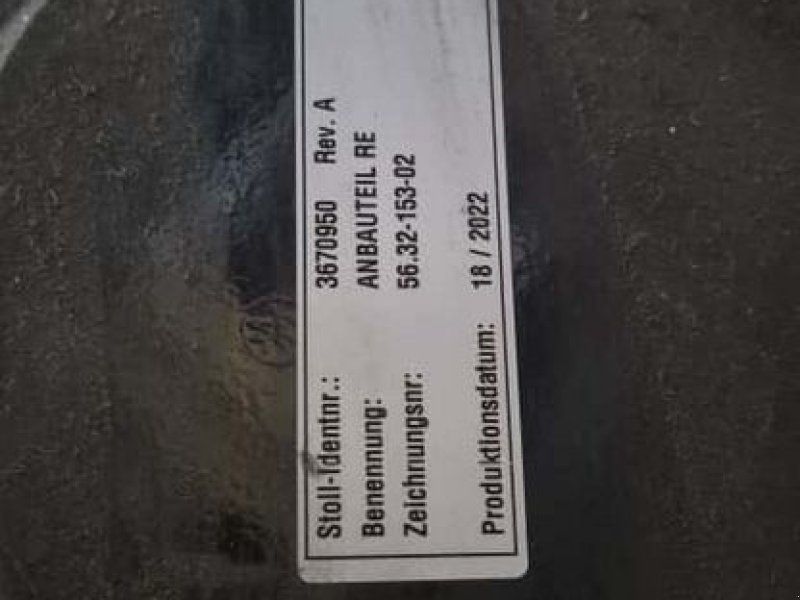 Stoll-Identnr.: 3670950 Rev. A
Benennung: ANBAUTEIL RE
Zeichnungsnr: 56.32-153-02
Produktionsdatum: 18 / 2022